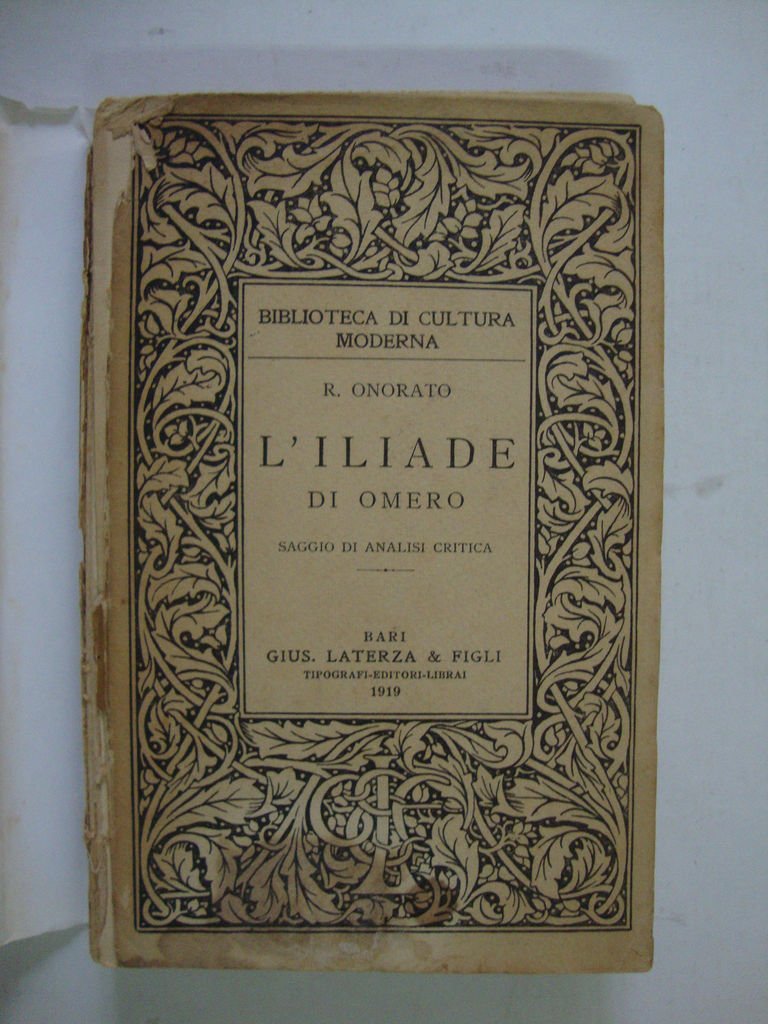 BIBLIOTECA DI CULTURA
MODERNA
R. ONORATO
L'ILIADE
DI OMERO
SAGGIO DI ANALISI CRITICA
BARI
GIUS. LATERZA & FIGLI
TIPOGRAFI-EDITORI-LIBRAI
1919